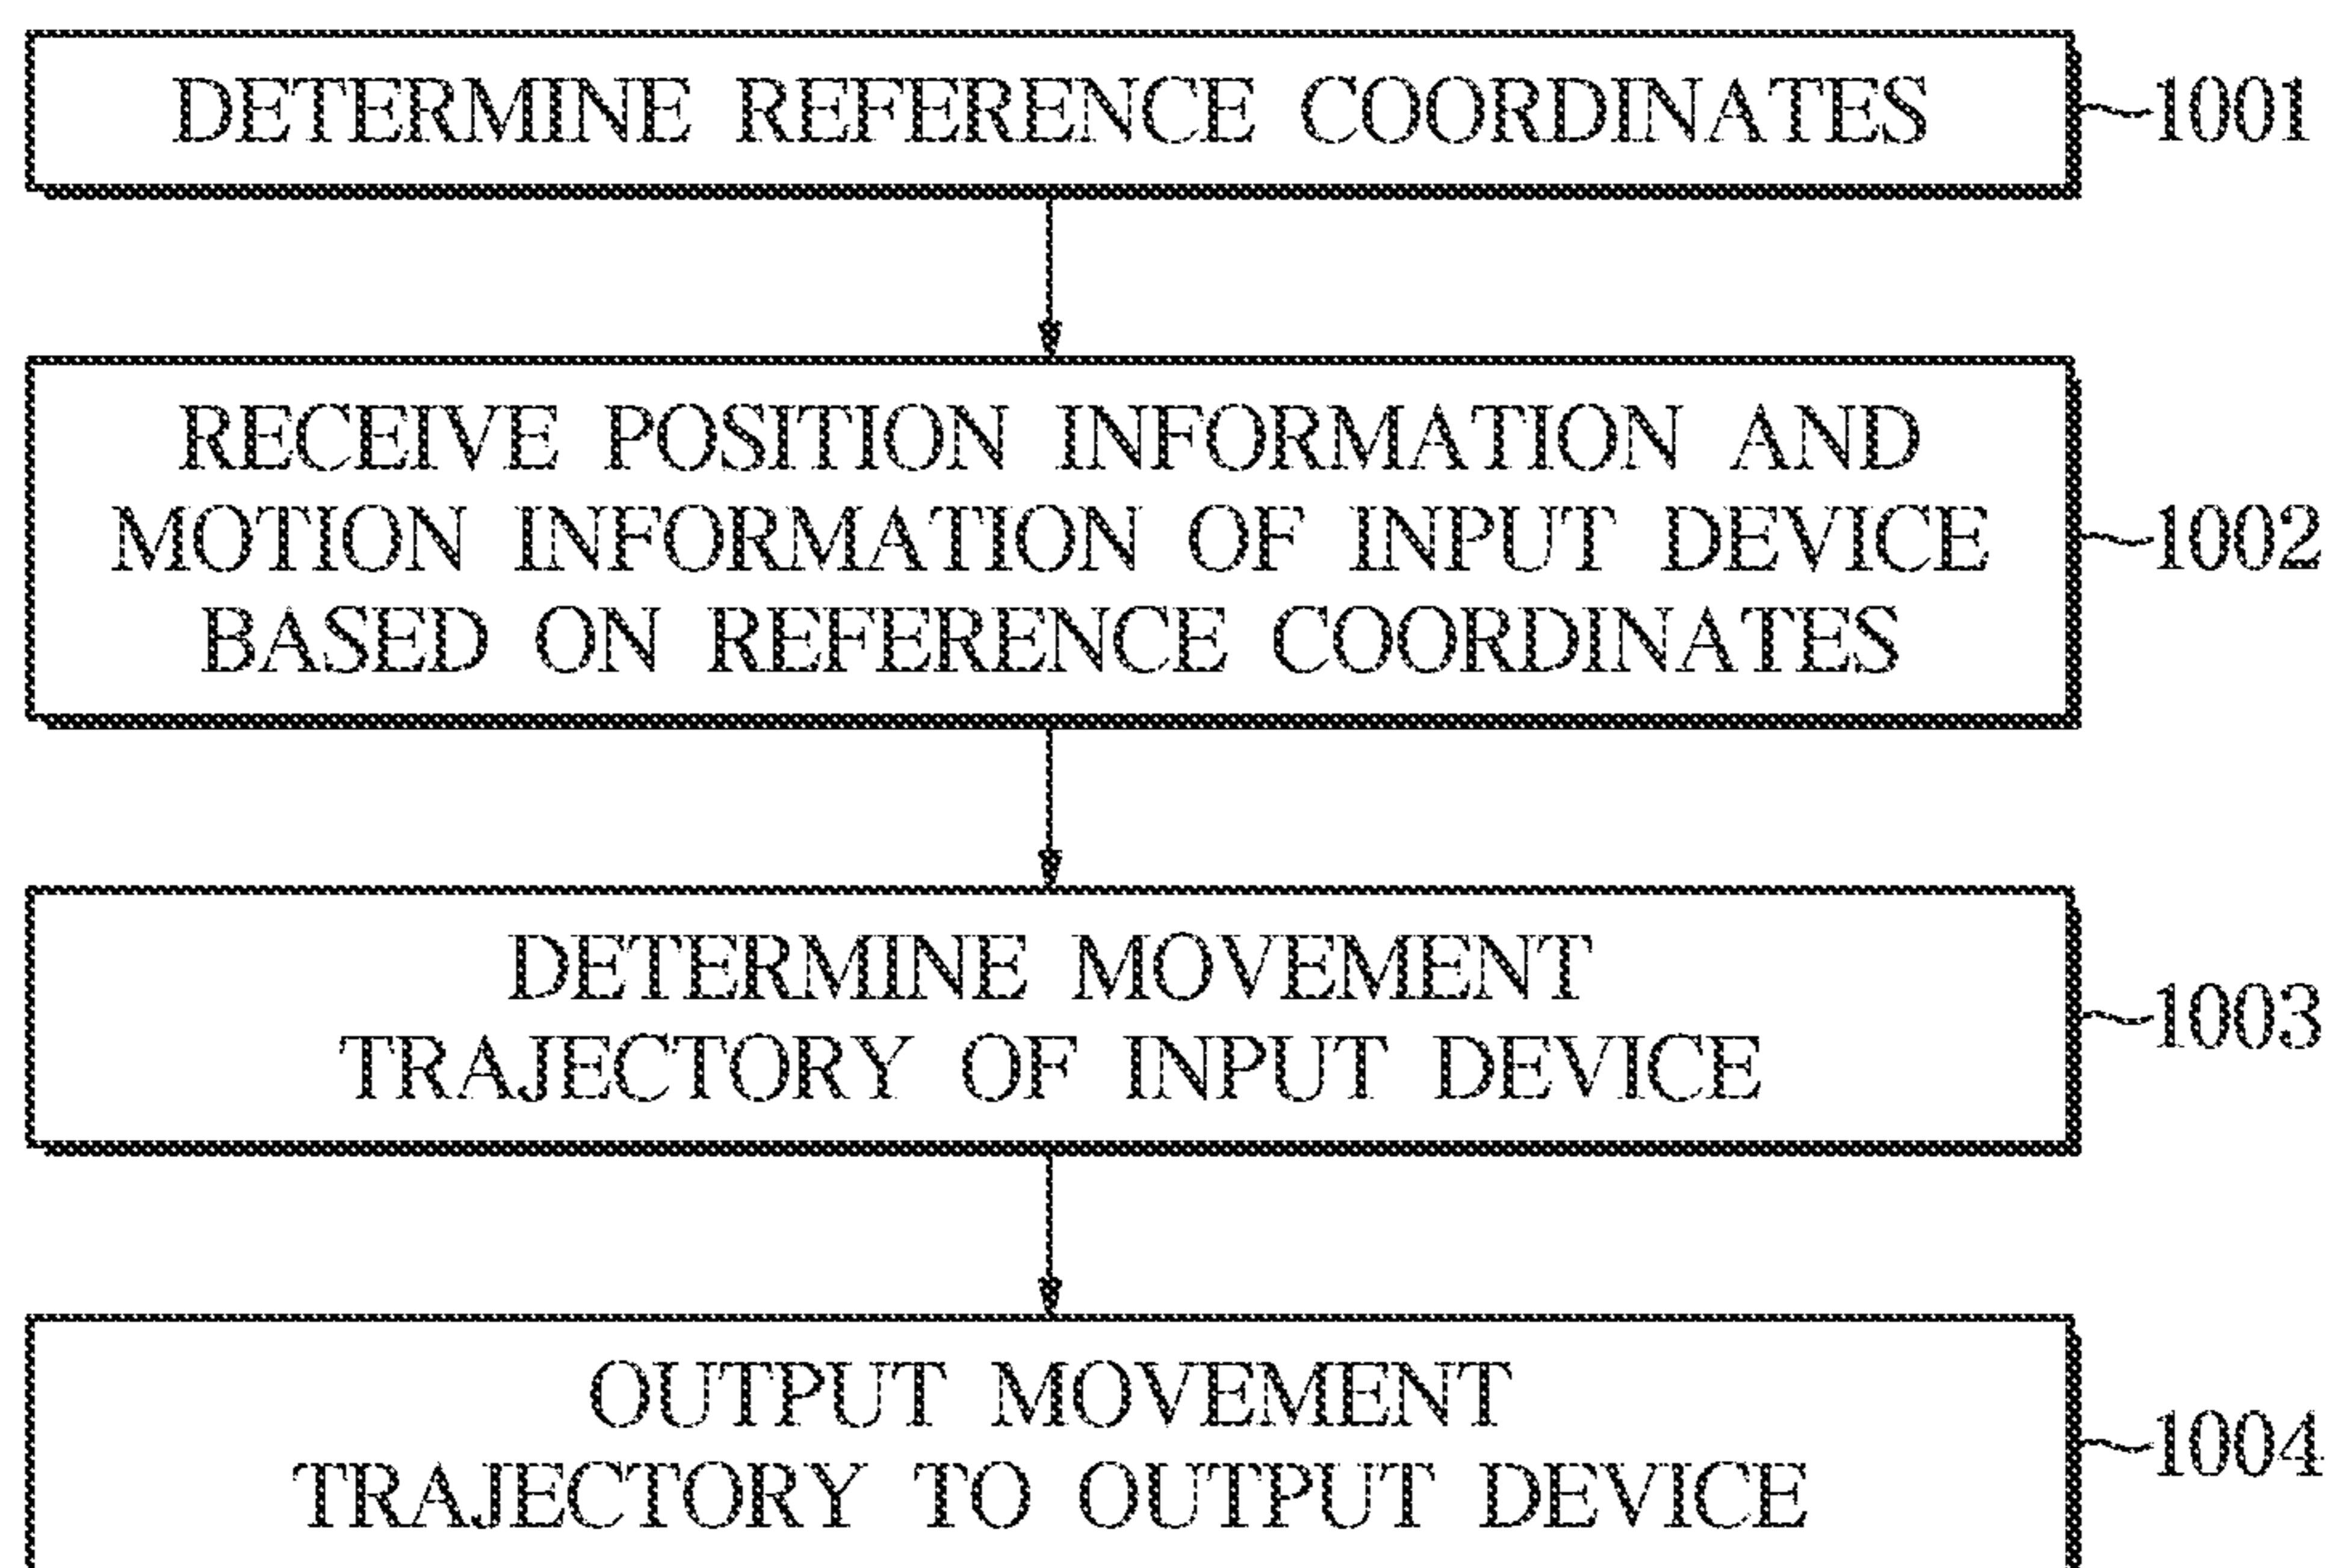 DETERMINE REFERENCE COORDINATES
1001
RECEIVE POSITION INFORMATION AND
MOTION INFORMATION OF INPUT DEVICE
BASED ON REFERENCE COORDINATES
1002
DETERMINE MOVEMENT
TRAJECTORY OF INPUT DEVICE
1003
OUTPUT MOVEMENT
TRAJECTORY TO OUTPUT DEVICE
1004